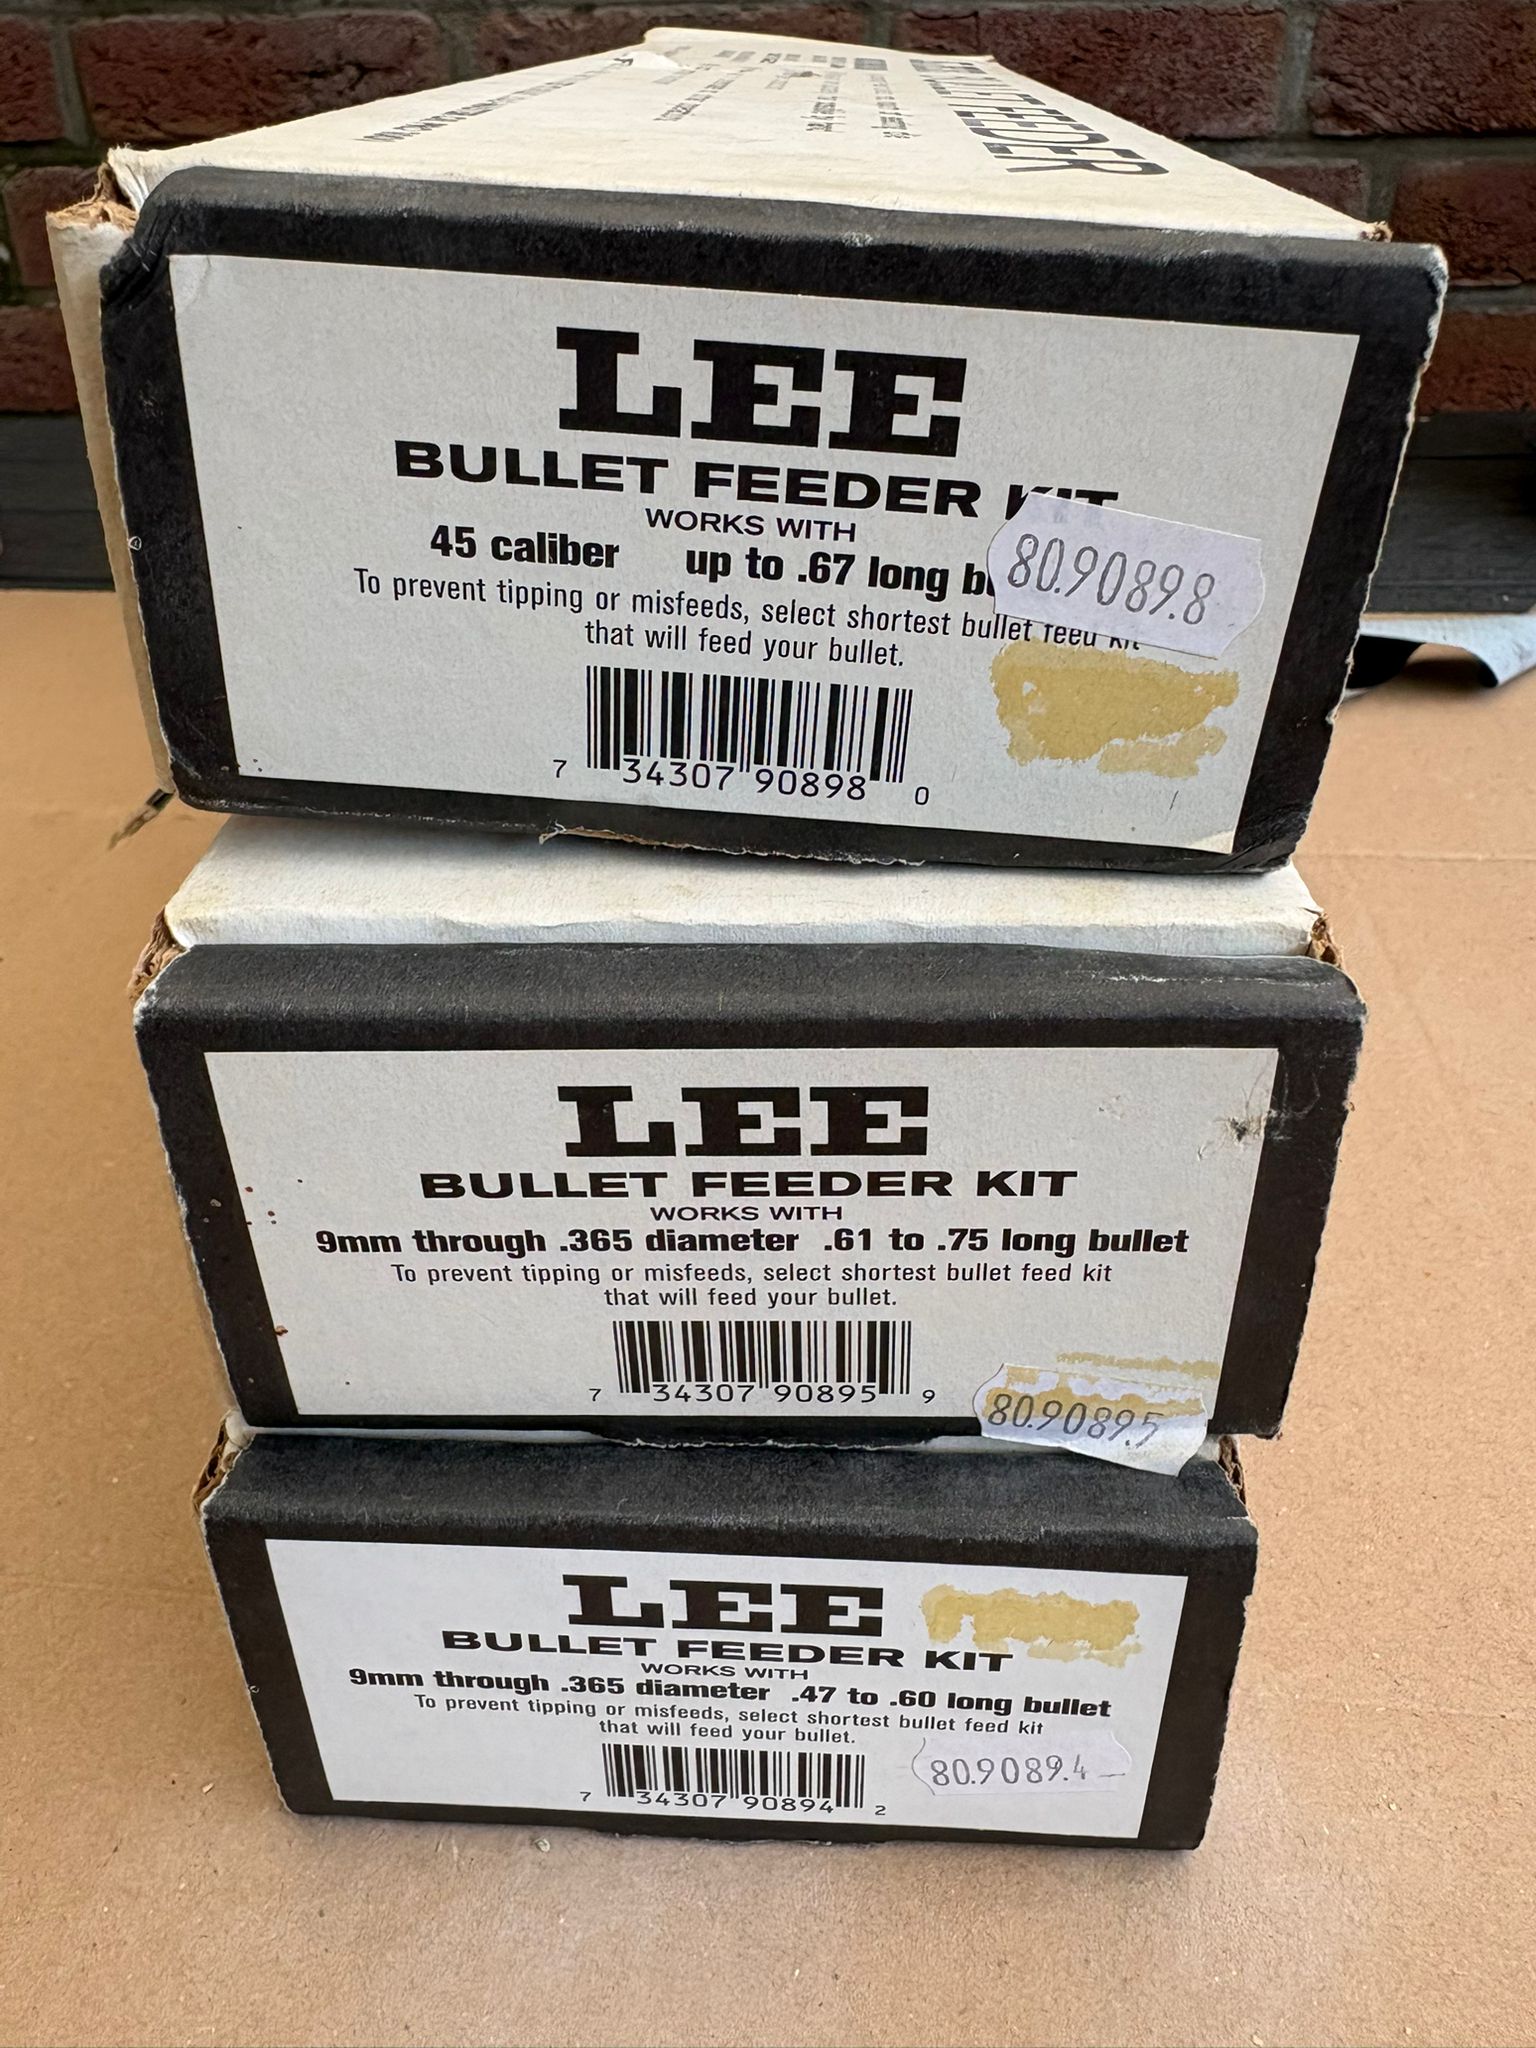 FEEDER
LEE
BULLET FEEDER KIT
WORKS WITH
45 caliber up to .67 long
80.9089.8
To prevent tipping or misfeeds, select shortest bullet feed kit
that will feed your bullet.
7 34307 90898 0
LEE
BULLET FEEDER KIT
WORKS WITH
9mm through .365 diameter .61 to .75 long bullet
To prevent tipping or misfeeds, select shortest bullet feed kit
that will feed your bullet.
7 34307 90895 9
80.9089.5
LEE
BULLET FEEDER KIT
WORKS WITH
9mm through .365 diameter .47 to .60 long bullet
To prevent tipping or misfeeds, select shortest bullet feed kit
that will feed your bullet.
80.9089.4
7 34307 90894 2